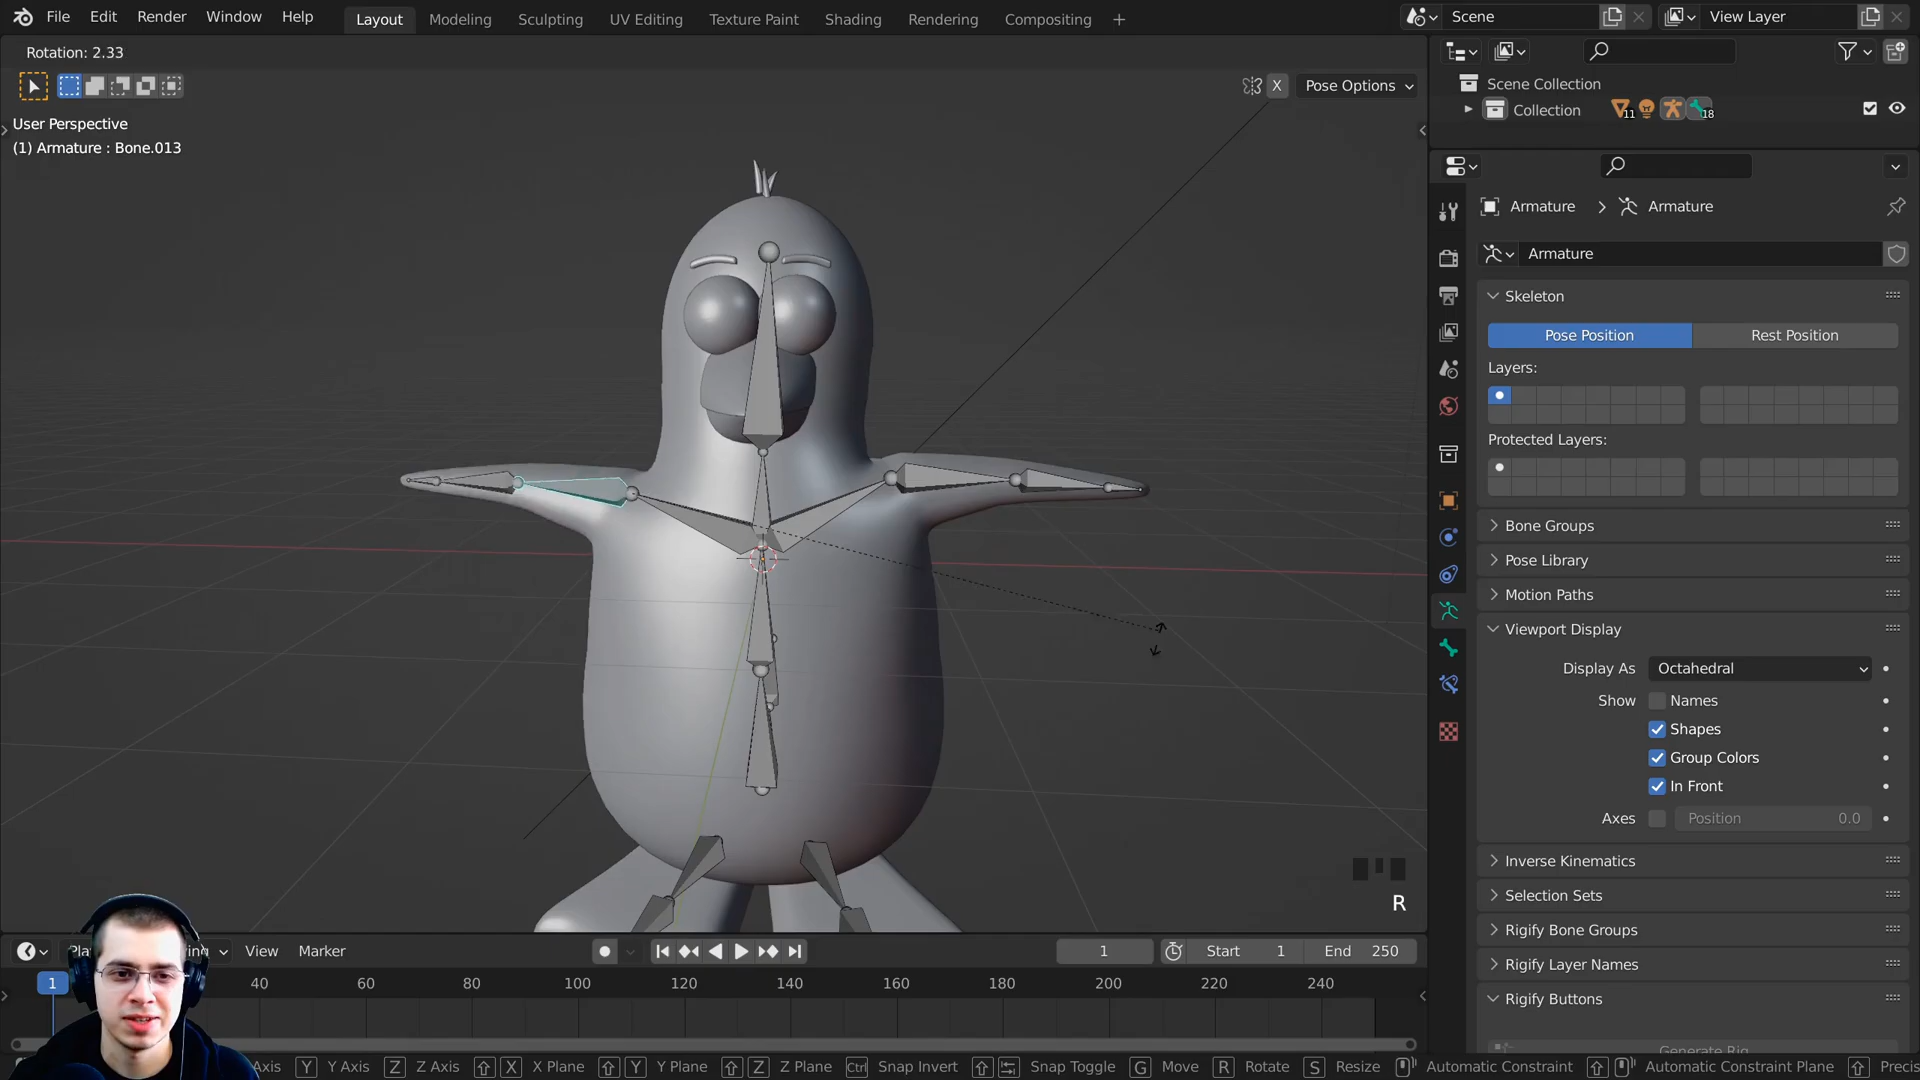 File Edit Render Window Help Layout Modeling Sculpting UV Editing Texture Paint Shading Rendering Compositing + Scene View Layer
Rotation: 2.33
X Pose Options
User Perspective
(1) Armature : Bone.013
Scene Collection
Collection 11 18
Armature > Armature
Armature
Skeleton
Pose Position Rest Position
Layers:
Protected Layers:
Bone Groups
Pose Library
Motion Paths
Viewport Display
Display As Octahedral
Show Names
Shapes
Group Colors
In Front
Axes Position 0.0
Inverse Kinematics
Selection Sets
Rigify Bone Groups
Rigify Layer Names
Rigify Buttons
Generate Rig
R
View Marker 1 Start 1 End 250
1 40 60 80 100 120 140 160 180 200 220 240
Axis Y Y Axis Z Z Axis X X Plane Y Y Plane Z Z Plane Ctrl Snap Invert Snap Toggle G Move R Rotate S Resize Automatic Constraint Automatic Constraint Plane